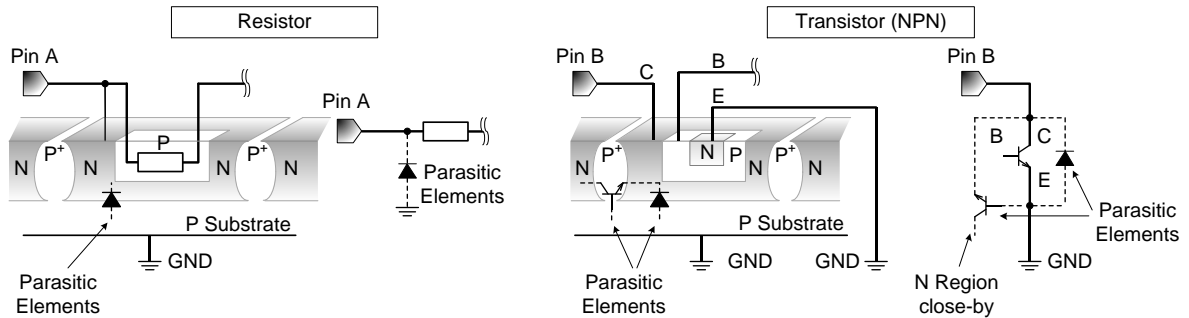 Resistor
Transistor (NPN)
Pin A
Pin B
Pin B
C
B
E
Pin A
N
P+
N
P
P+
N
Parasitic
Elements
P Substrate
GND
Parasitic
Elements
N
P+
N
N
P
P+
N
P Substrate
GND
GND
Parasitic
Elements
B
C
E
Parasitic
Elements
GND
N Region
close-by